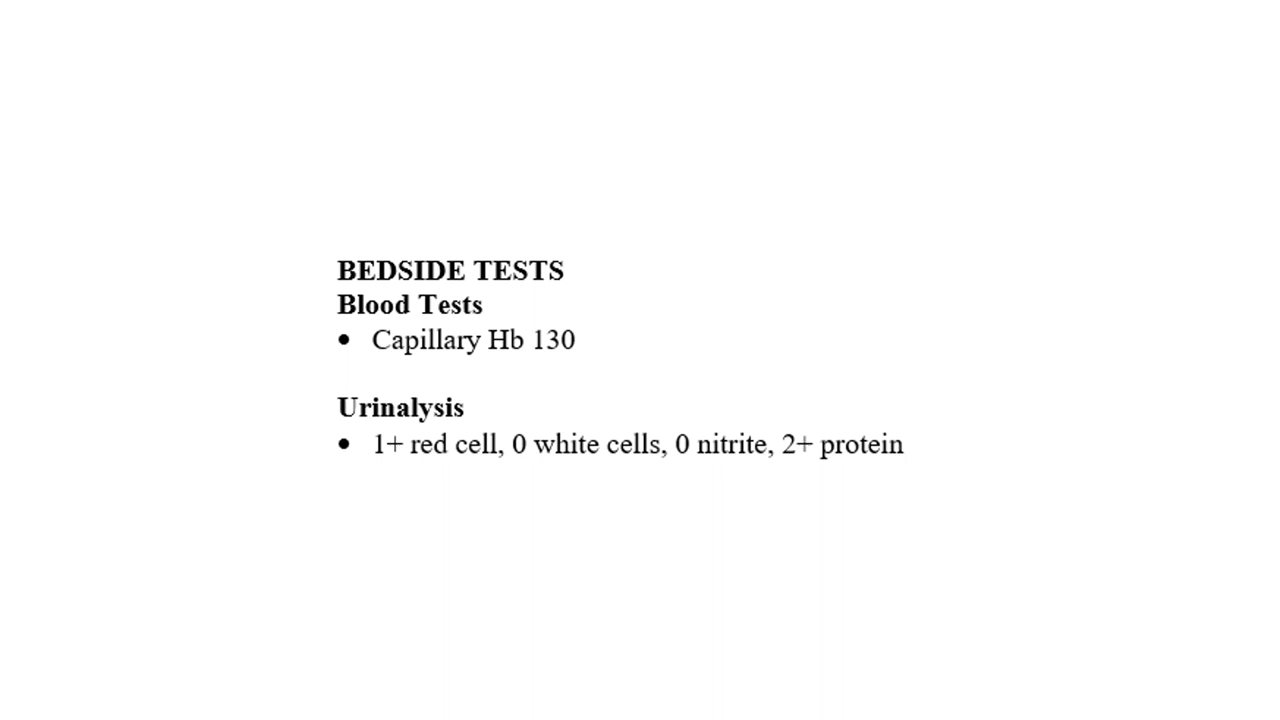 BEDSIDE TESTS
Blood Tests
• Capillary Hb 130
Urinalysis
• 1+ red cell, 0 white cells, 0 nitrite, 2+ protein